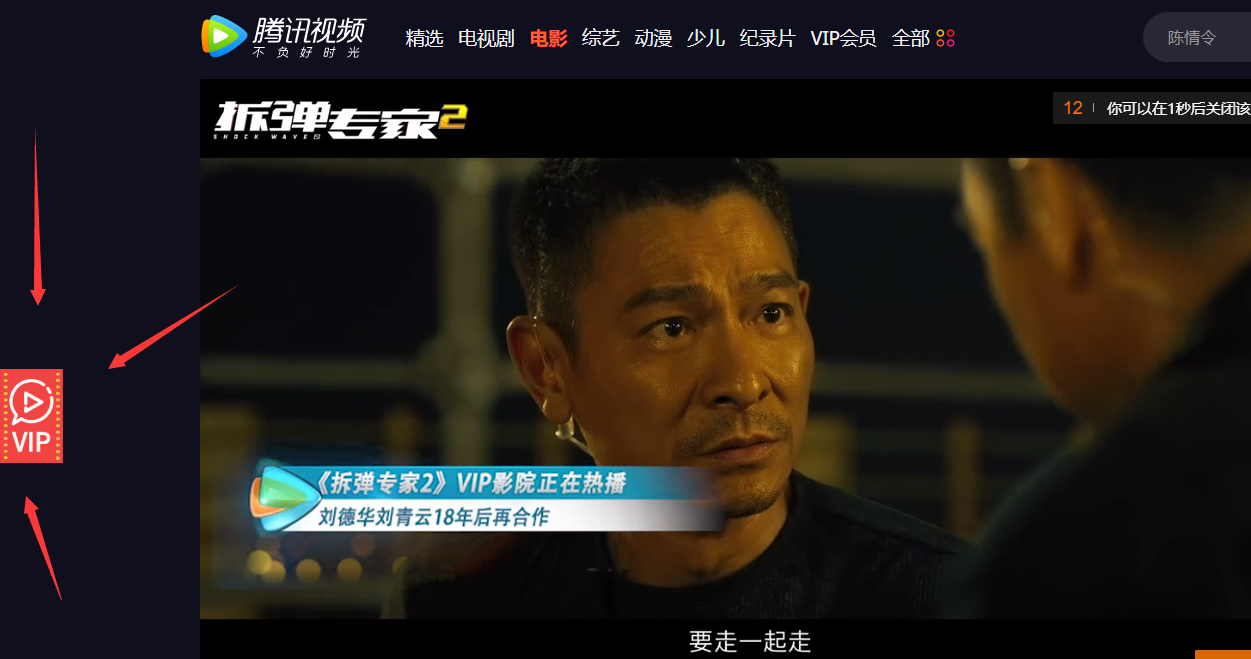 腾讯视频
不负好时光
精选 电视剧 电影 综艺 动漫 少儿 纪录片 VIP会员 全部
陈情令
拆弹专家2
SHOCK WAVE 2
12 你可以在1秒后关闭该
VIP
《拆弹专家2》VIP影院正在热播
刘德华刘青云18年后再合作
要走一起走